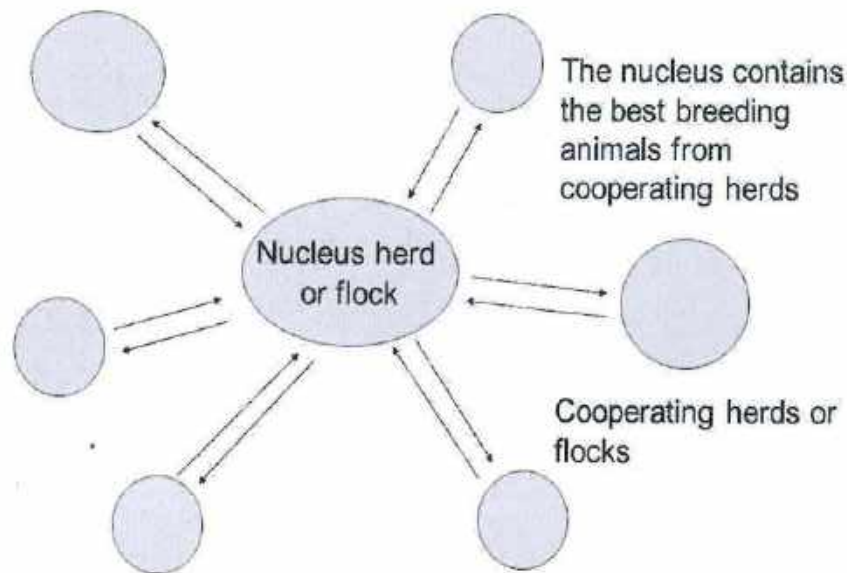 The nucleus contains
the best breeding
animals from
cooperating herds
Nucleus herd
or flock
Cooperating herds or
flocks